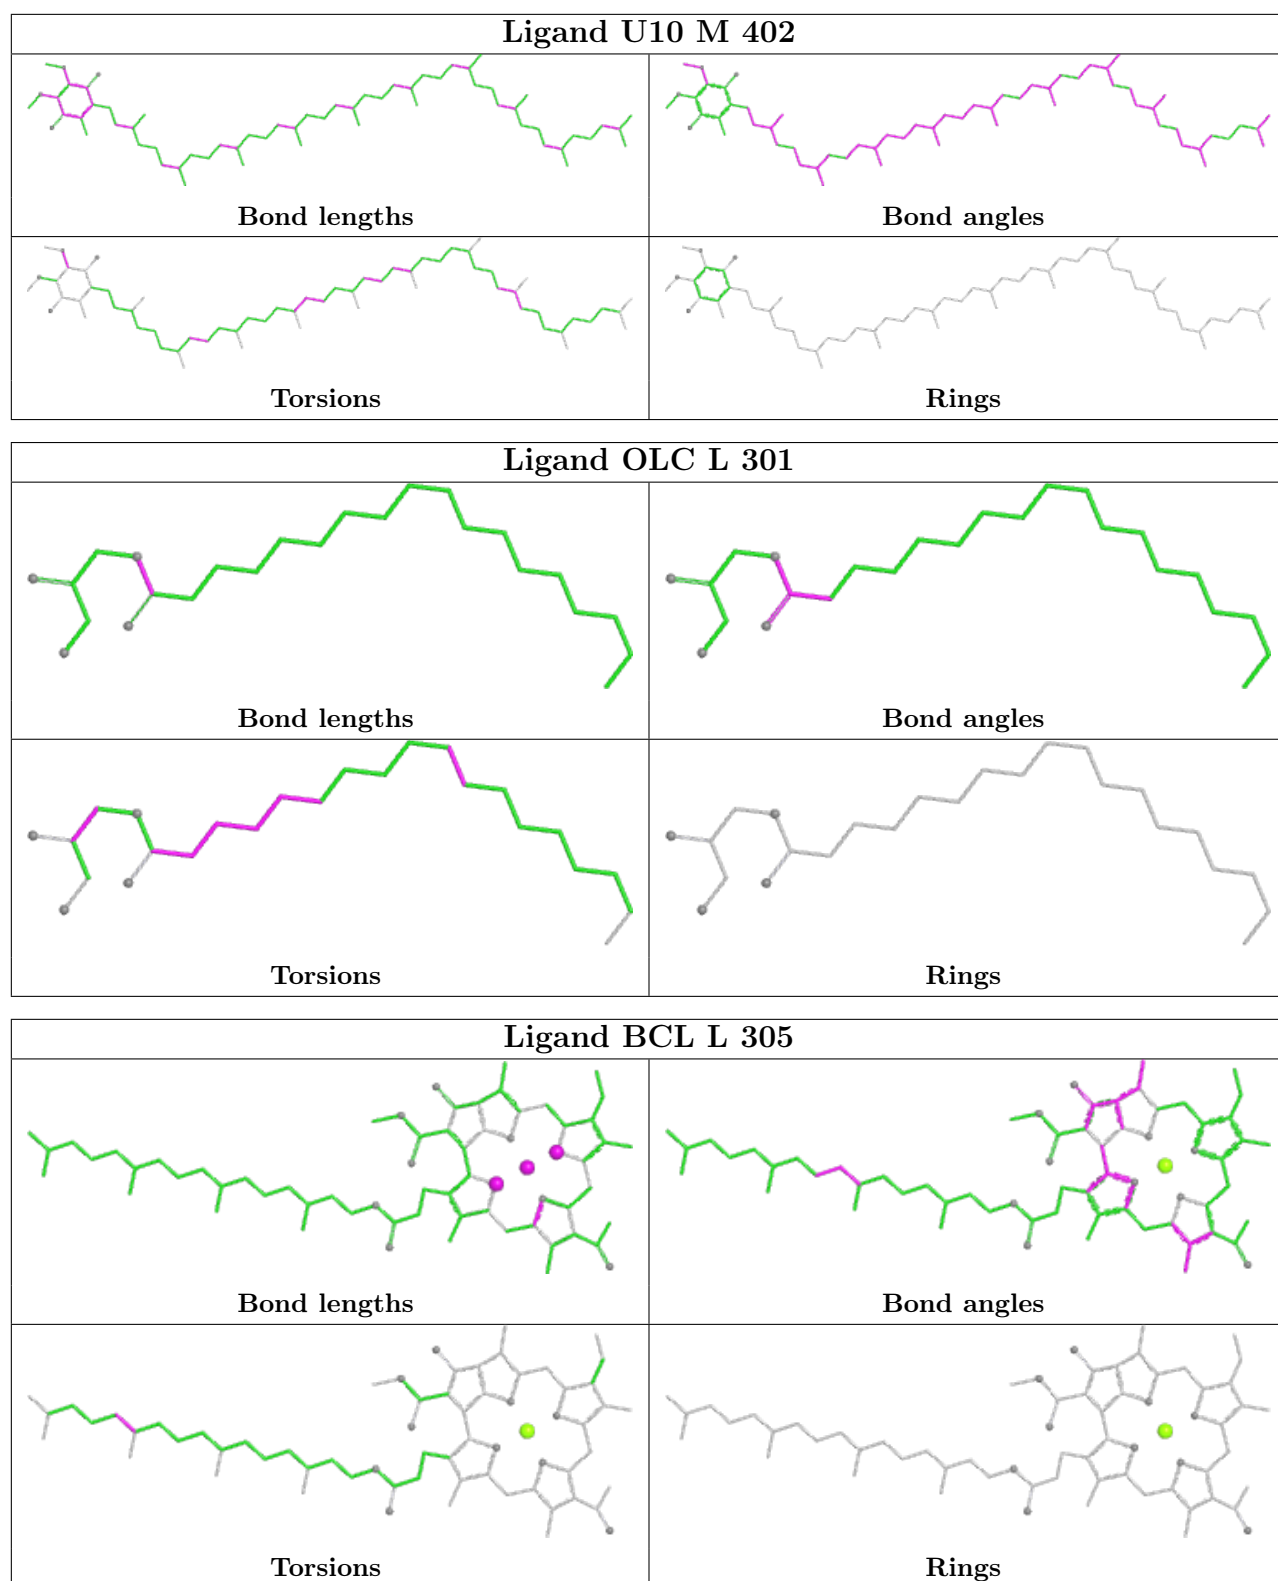 Ligand U10 M 402
Bond lengths
Bond angles
Torsions
Rings
Ligand OLC L 301
Bond lengths
Bond angles
Torsions
Rings
Ligand BCL L 305
Bond lengths
Bond angles
Torsions
Rings